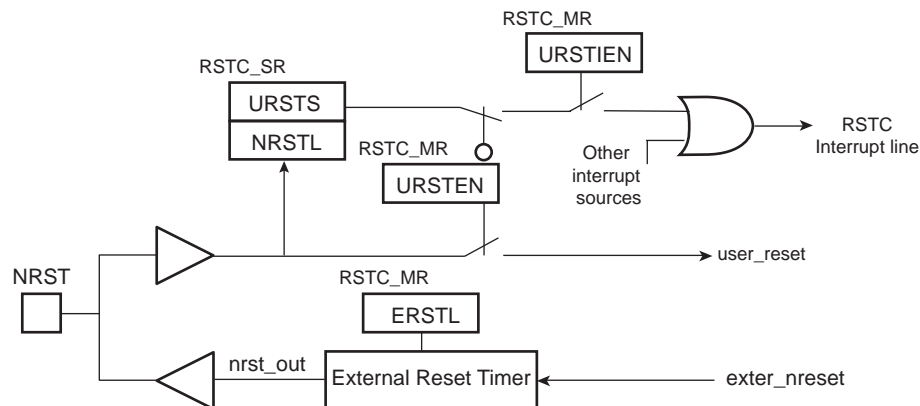 RSTC_MR
URSTIEN
RSTC_SR
URSTS
NRSTL
RSTC_MR
URSTEN
RSTC
Interrupt line
Other
interrupt
sources
user_reset
NRST
RSTC_MR
ERSTL
nrst_out
External Reset Timer
exter_nreset